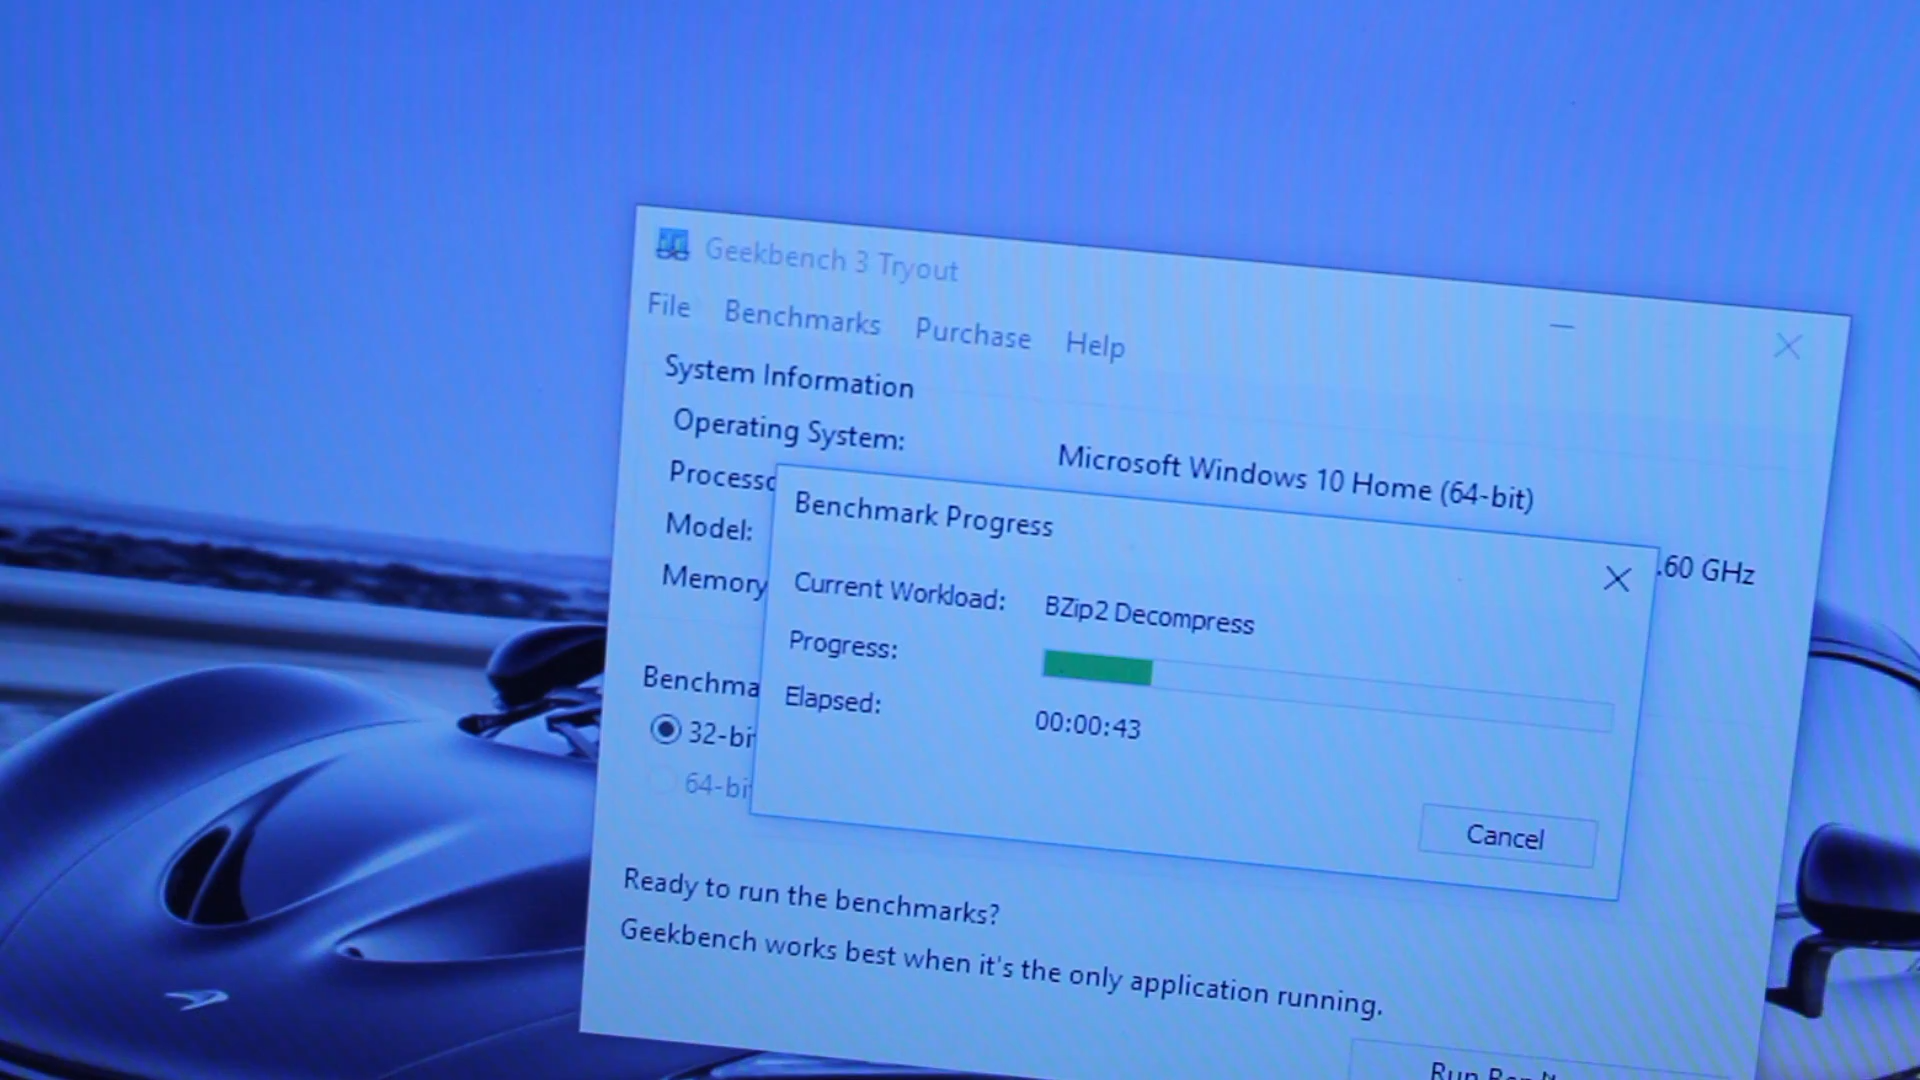 Geekbench 3 Tryout
File Benchmarks Purchase Help
System Information
Operating System: Microsoft Windows 10 Home (64-bit)
.60 GHz
Model:
Memory
Benchmark Progress
Current Workload: BZip2 Decompress
Progress:
Elapsed: 00:00:43
32-bi
64-bi
Cancel
Ready to run the benchmarks?
Geekbench works best when it's the only application running.
Run